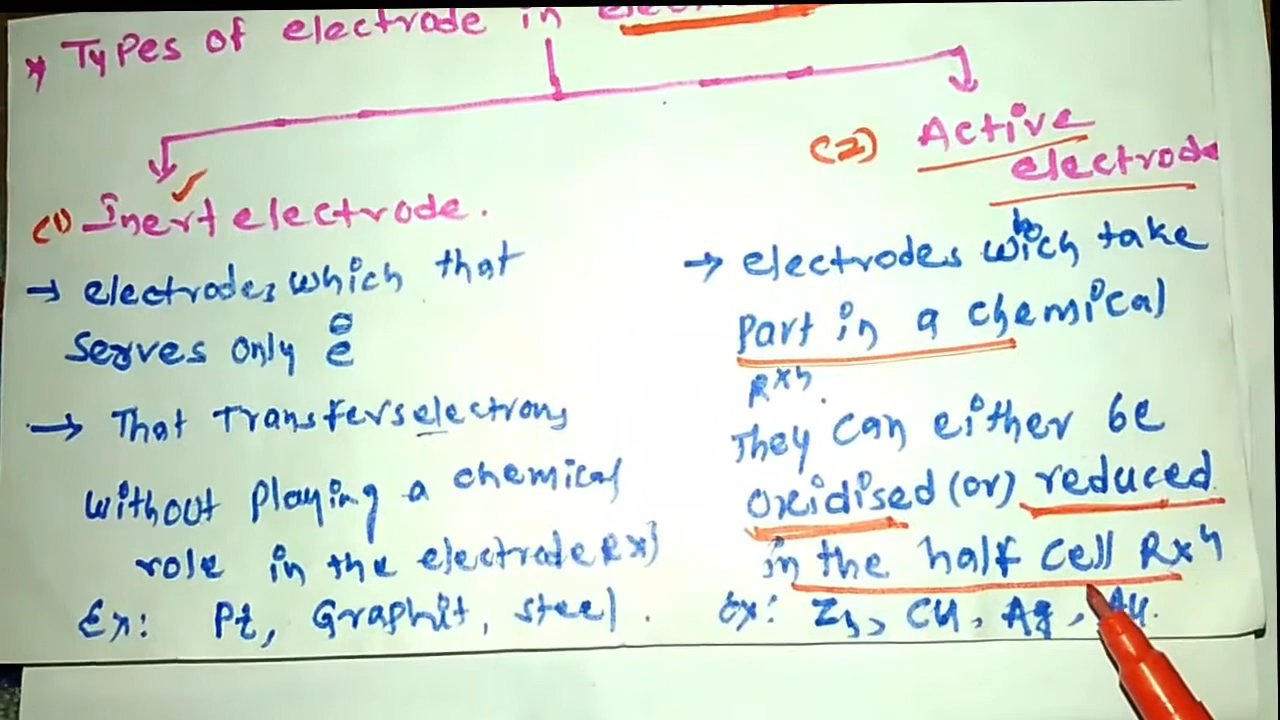 * Types of electrode in
(1) Inert electrode.
→ electrodes which that
serves only e⊖
→ That Transfers electrons
without playing a chemical
role in the electrode Rxn
Ex: Pt, Graphit, steel.
(2) Active
electrode
→ electrodes which take
part in a chemical
Rxn.
They can either be
oxidised (or) reduced
in the half cell Rxn
Ex: Zn, Cu, Ag,